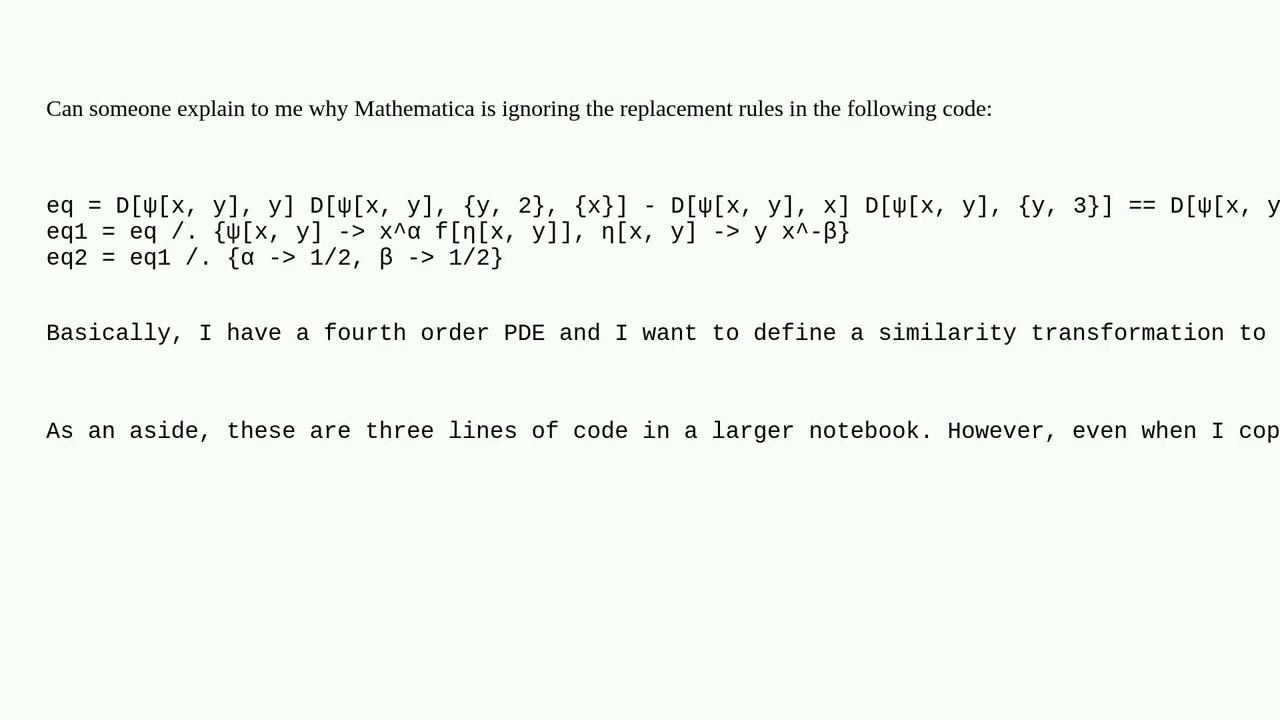 Can someone explain to me why Mathematica is ignoring the replacement rules in the following code:
eq = D[ψ[x, y], y] D[ψ[x, y], {y, 2}, {x}] - D[ψ[x, y], x] D[ψ[x, y], {y, 3}] == D[ψ[x, y
eq1 = eq /. {ψ[x, y] -> x^α f[η[x, y]], η[x, y] -> y x^-β}
eq2 = eq1 /. {α -> 1/2, β -> 1/2}
Basically, I have a fourth order PDE and I want to define a similarity transformation to
As an aside, these are three lines of code in a larger notebook. However, even when I cop